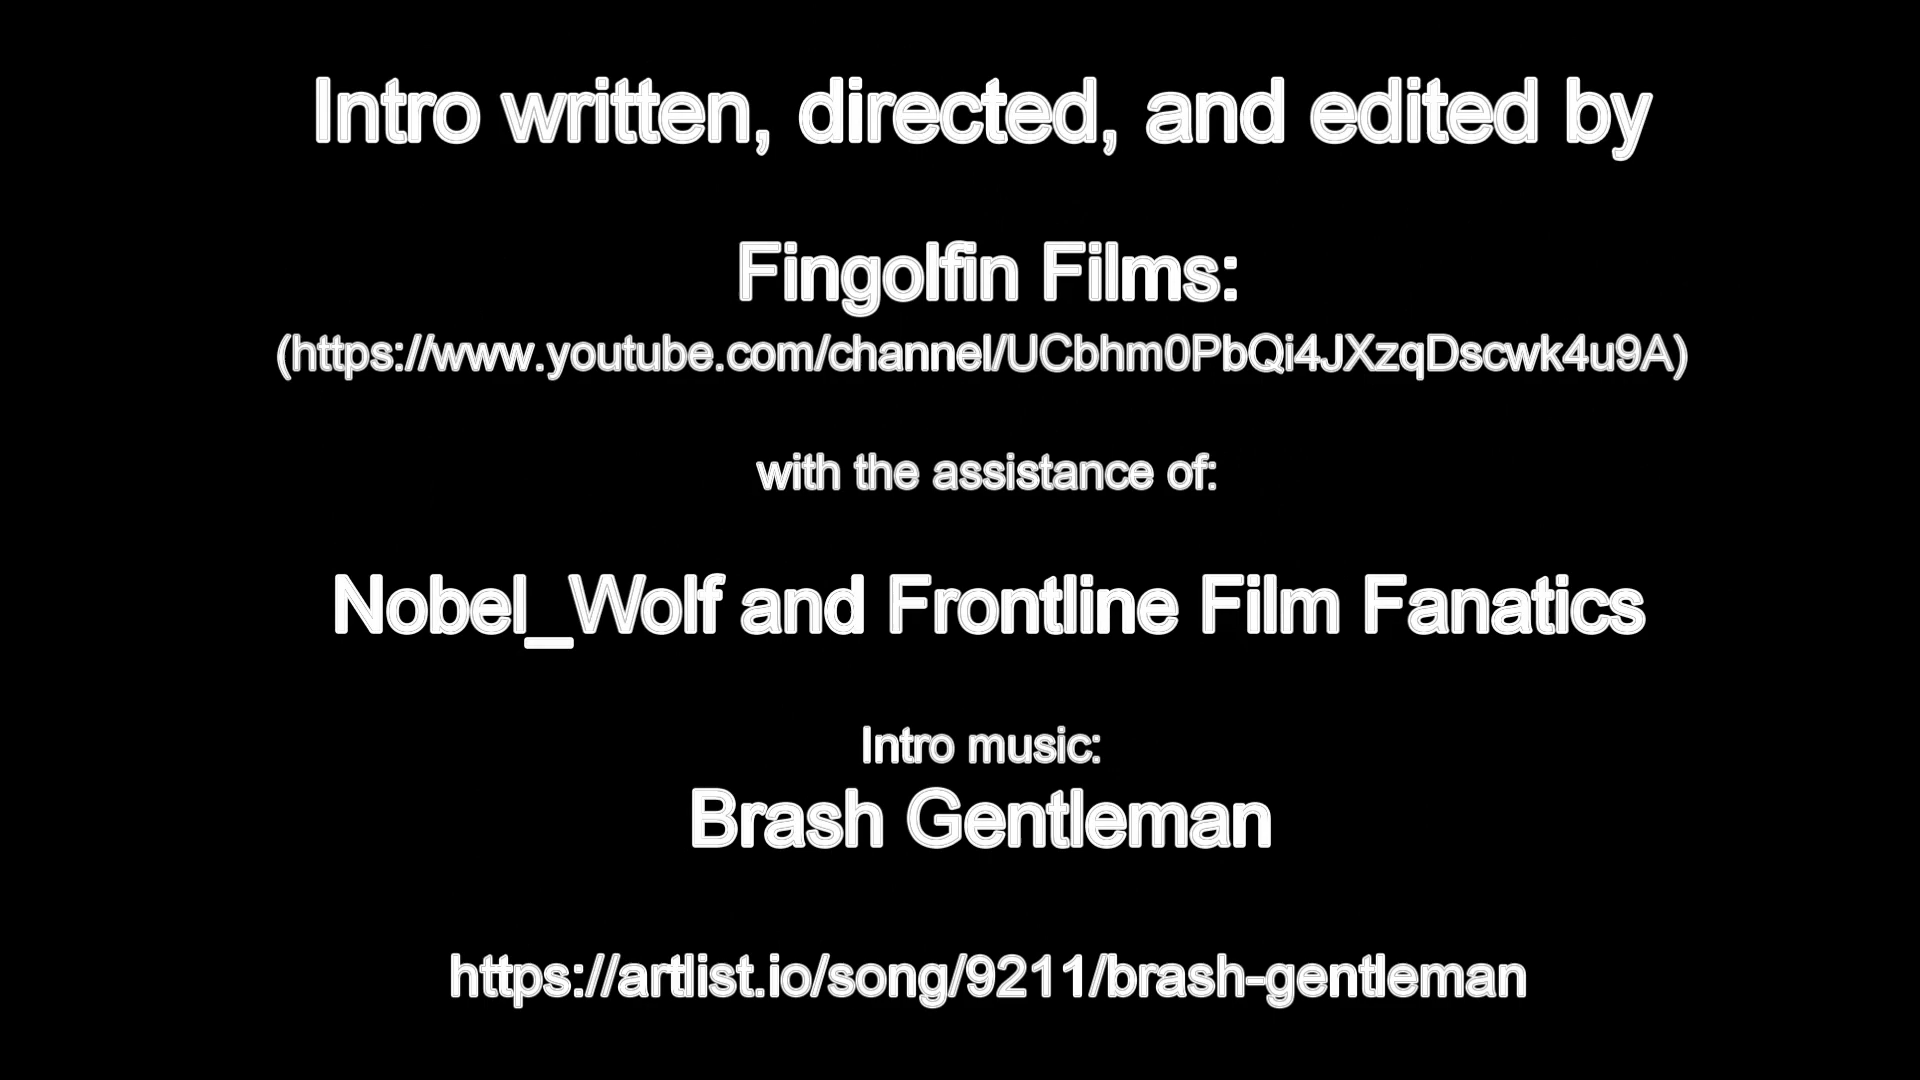 Intro written, directed, and edited by
Fingolfin Films:
(https://www.youtube.com/channel/UCbhm0PbQi4JXzqDscwk4u9A)
with the assistance of:
Nobel_Wolf and Frontline Film Fanatics
Intro music:
Brash Gentleman
https://artlist.io/song/9211/brash-gentleman